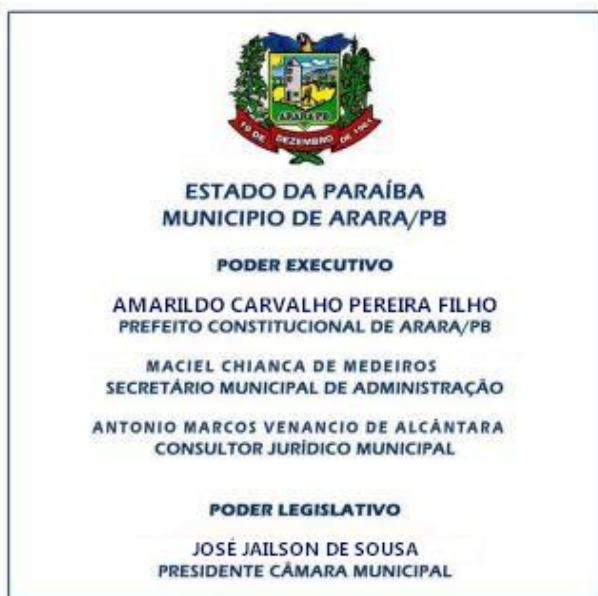 ARARA/PB
19 DE DEZEMBRO DE 1961
ESTADO DA PARAÍBA
MUNICIPIO DE ARARA/PB
PODER EXECUTIVO
AMARILDO CARVALHO PEREIRA FILHO
PREFEITO CONSTITUCIONAL DE ARARA/PB
MACIEL CHIANCA DE MEDEIROS
SECRETÁRIO MUNICIPAL DE ADMINISTRAÇÃO
ANTONIO MARCOS VENANCIO DE ALCÂNTARA
CONSULTOR JURÍDICO MUNICIPAL
PODER LEGISLATIVO
JOSÉ JAILSON DE SOUSA
PRESIDENTE CÂMARA MUNICIPAL